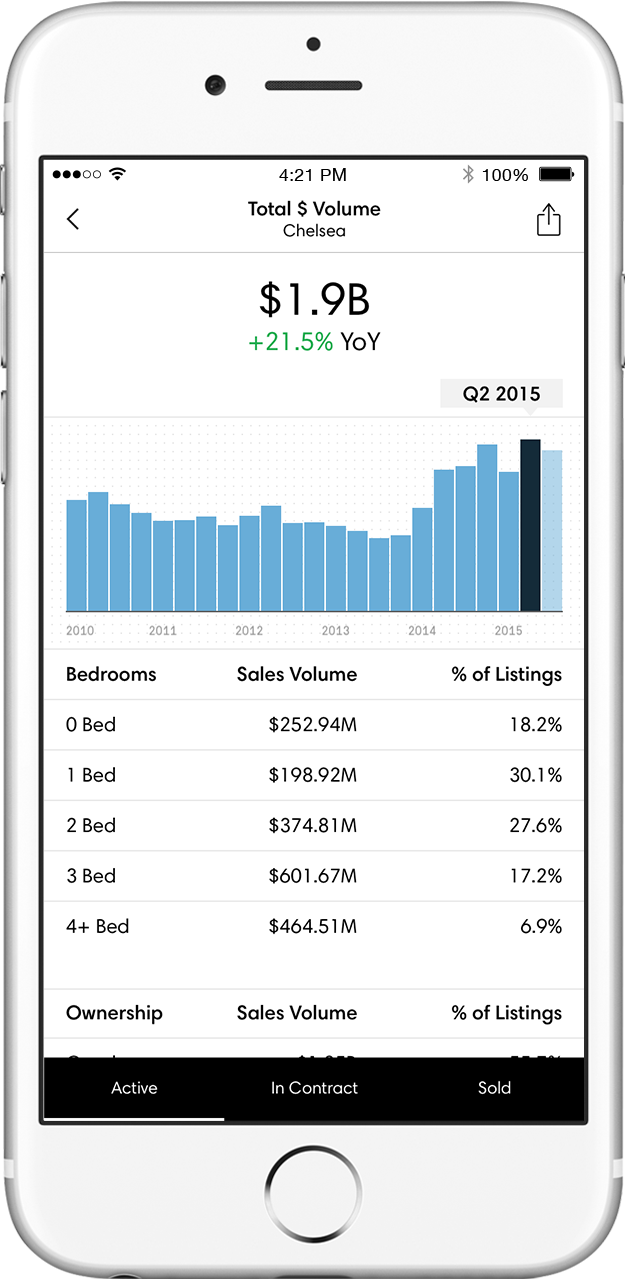 4:21 PM 100%
Total $ Volume
Chelsea
$1.9B
+21.5% YoY
Q2 2015
2010 2011 2012 2013 2014 2015
Bedrooms Sales Volume % of Listings
0 Bed $252.94M 18.2%
1 Bed $198.92M 30.1%
2 Bed $374.81M 27.6%
3 Bed $601.67M 17.2%
4+ Bed $464.51M 6.9%
Ownership Sales Volume % of Listings
Active In Contract Sold